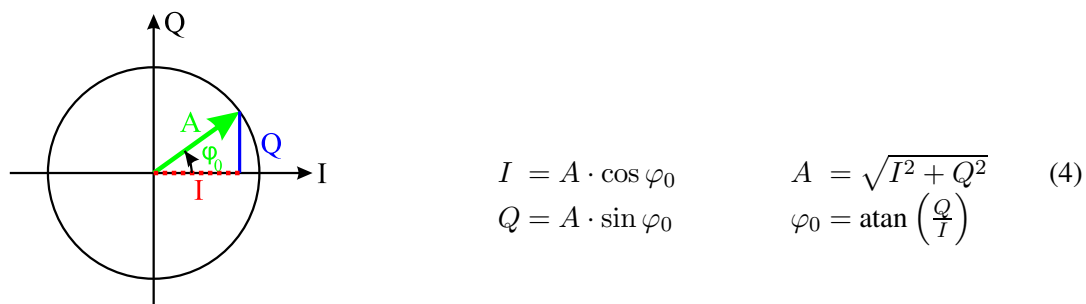 Q
A
φ₀
Q
I
I
I = A · cos φ₀ A = √(I² + Q²) (4)
Q = A · sin φ₀ φ₀ = atan (Q/I)